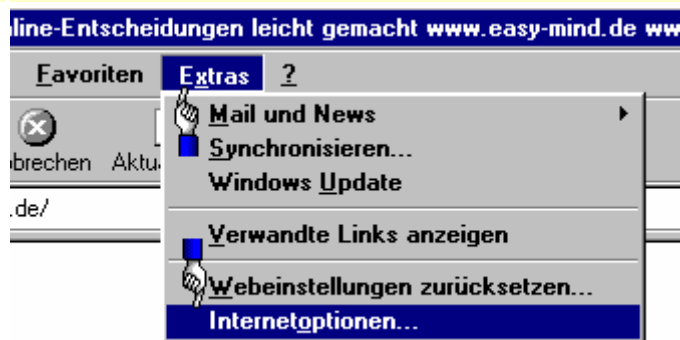 line-Entscheidungen leicht gemacht www.easy-mind.de ww
Favoriten Extras ?
bbrechen Aktu
.de/
Mail und News
Synchronisieren...
Windows Update
Verwandte Links anzeigen
Webeinstellungen zurücksetzen...
Internetoptionen...